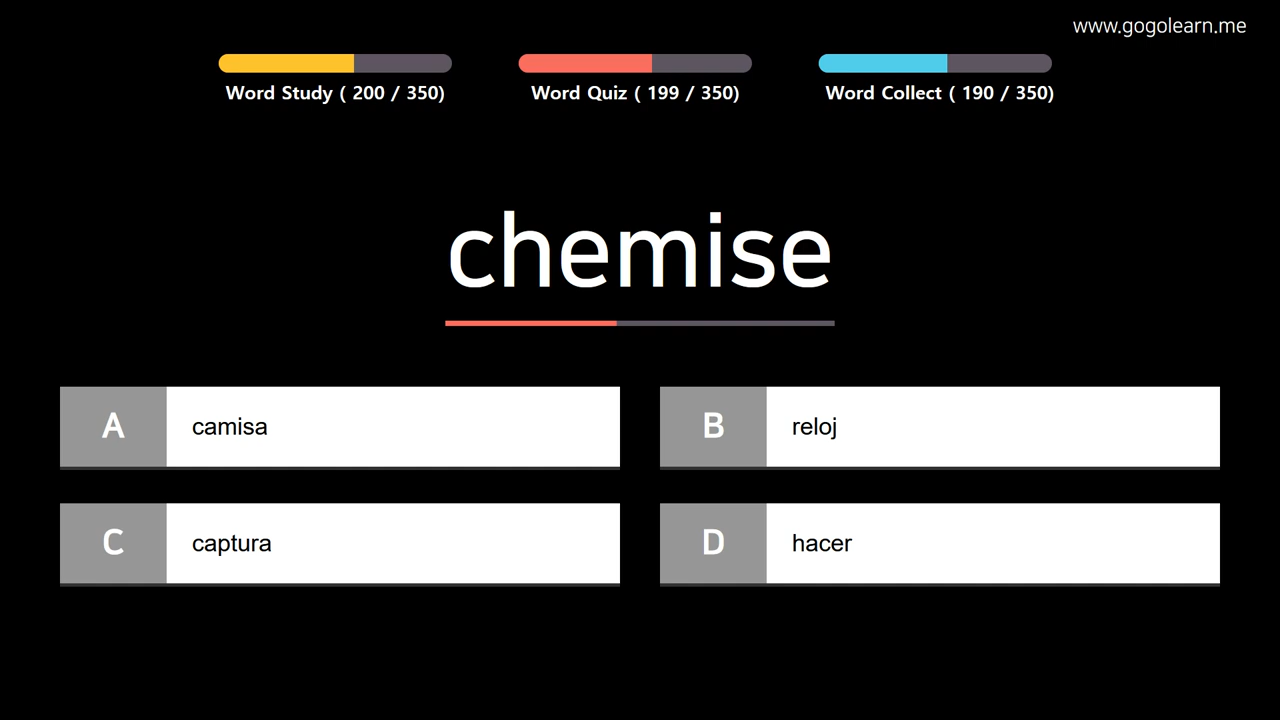 www.gogolearn.me
Word Study ( 200 / 350)
Word Quiz ( 199 / 350)
Word Collect ( 190 / 350)
chemise
A camisa
B reloj
C captura
D hacer